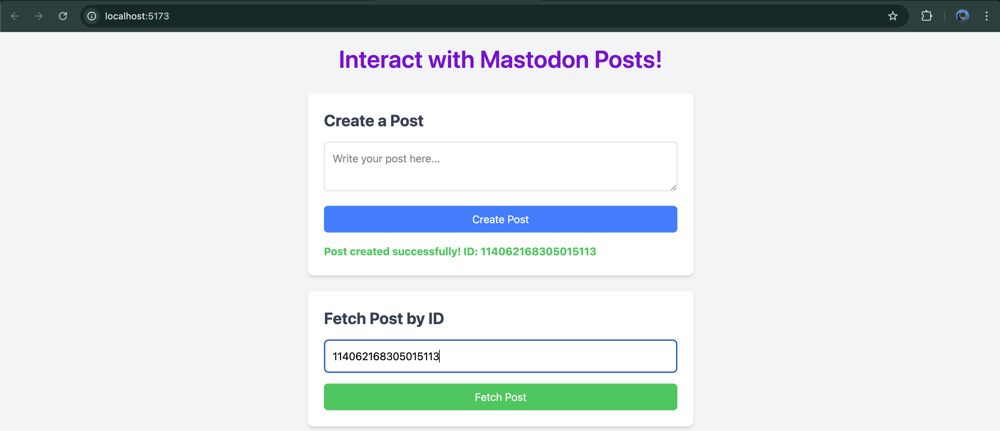 localhost:5173
Interact with Mastodon Posts!
Create a Post
Write your post here...
Create Post
Post created successfully! ID: 114062168305015113
Fetch Post by ID
114062168305015113
Fetch Post